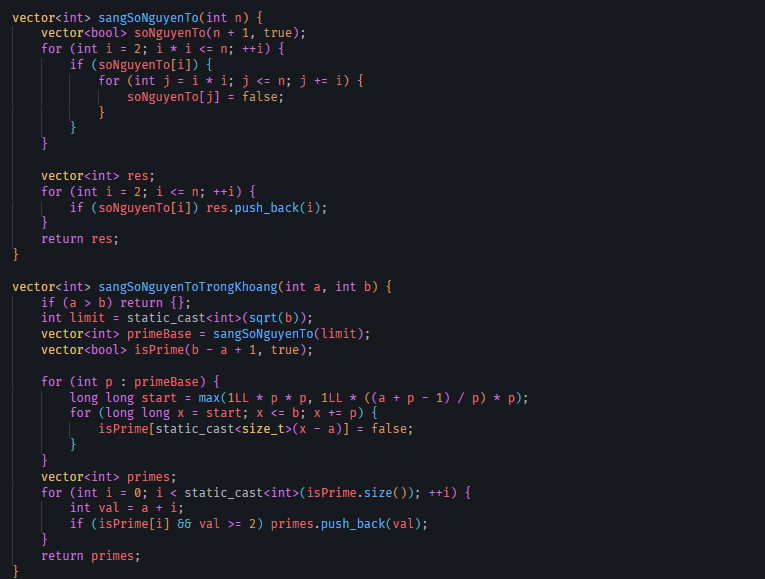 vector<int> sangSoNguyenTo(int n) {
    vector<bool> soNguyenTo(n + 1, true);
    for (int i = 2; i * i <= n; ++i) {
        if (soNguyenTo[i]) {
            for (int j = i * i; j <= n; j += i) {
                soNguyenTo[j] = false;
            }
        }
    }

    vector<int> res;
    for (int i = 2; i <= n; ++i) {
        if (soNguyenTo[i]) res.push_back(i);
    }
    return res;
}

vector<int> sangSoNguyenToTrongKhoang(int a, int b) {
    if (a > b) return {};
    int limit = static_cast<int>(sqrt(b));
    vector<int> primeBase = sangSoNguyenTo(limit);
    vector<bool> isPrime(b - a + 1, true);

    for (int p : primeBase) {
        long long start = max(1LL * p * p, 1LL * ((a + p - 1) / p) * p);
        for (long long x = start; x <= b; x += p) {
            isPrime[static_cast<size_t>(x - a)] = false;
        }
    }
    vector<int> primes;
    for (int i = 0; i < static_cast<int>(isPrime.size()); ++i) {
        int val = a + i;
        if (isPrime[i] && val >= 2) primes.push_back(val);
    }
    return primes;
}